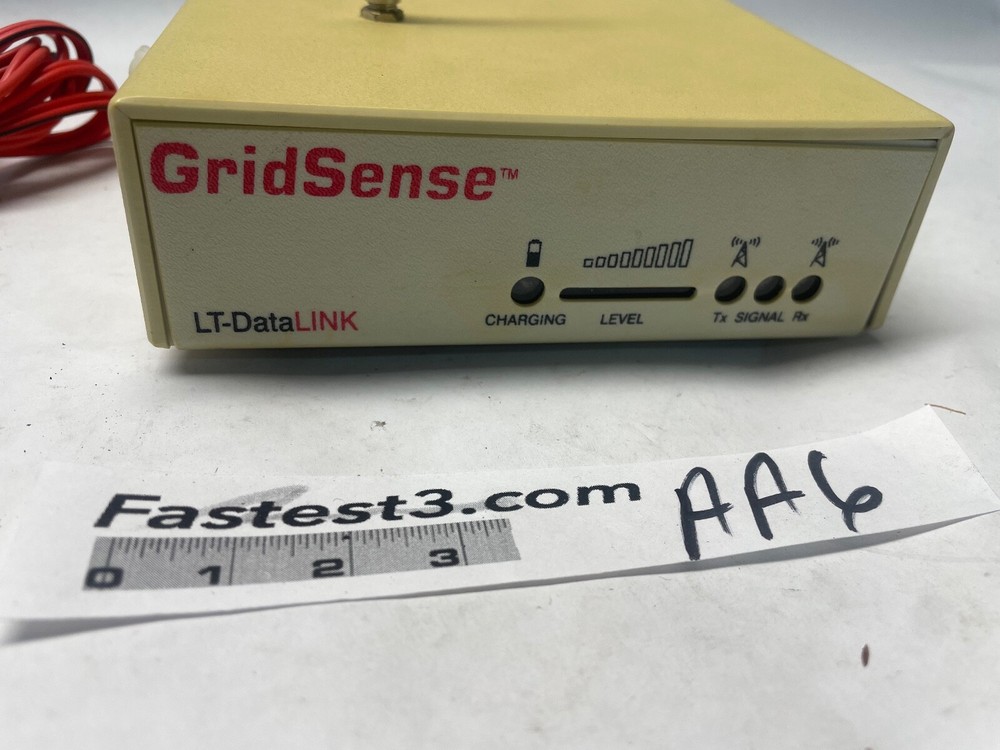 GridSense™
LT-DataLINK
CHARGING LEVEL Tx SIGNAL Rx
Fastest3.com AA6
0 1 2 3